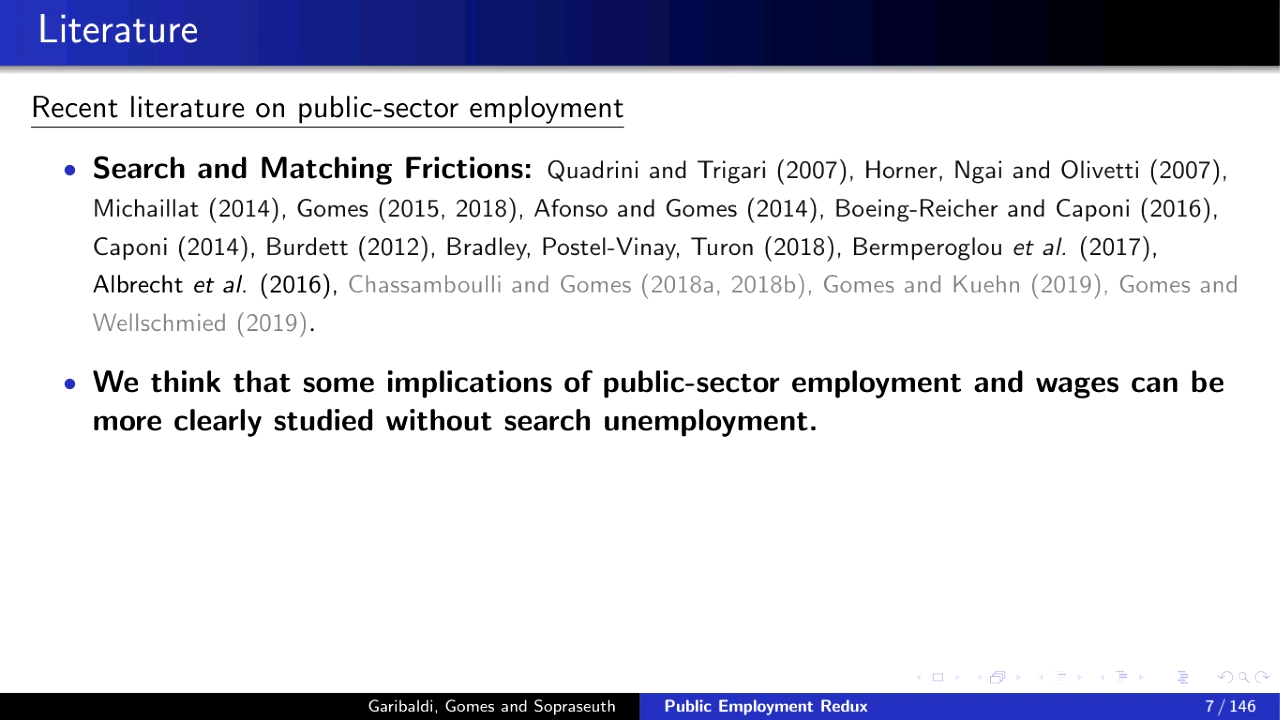 Literature
Recent literature on public-sector employment
• Search and Matching Frictions: Quadrini and Trigari (2007), Horner, Ngai and Olivetti (2007),
Michaillat (2014), Gomes (2015, 2018), Afonso and Gomes (2014), Boeing-Reicher and Caponi (2016),
Caponi (2014), Burdett (2012), Bradley, Postel-Vinay, Turon (2018), Bermperoglou et al. (2017),
Albrecht et al. (2016), Chassamboulli and Gomes (2018a, 2018b), Gomes and Kuehn (2019), Gomes and
Wellschmied (2019).
• We think that some implications of public-sector employment and wages can be
more clearly studied without search unemployment.
Garibaldi, Gomes and Sopraseuth
Public Employment Redux
7 / 146